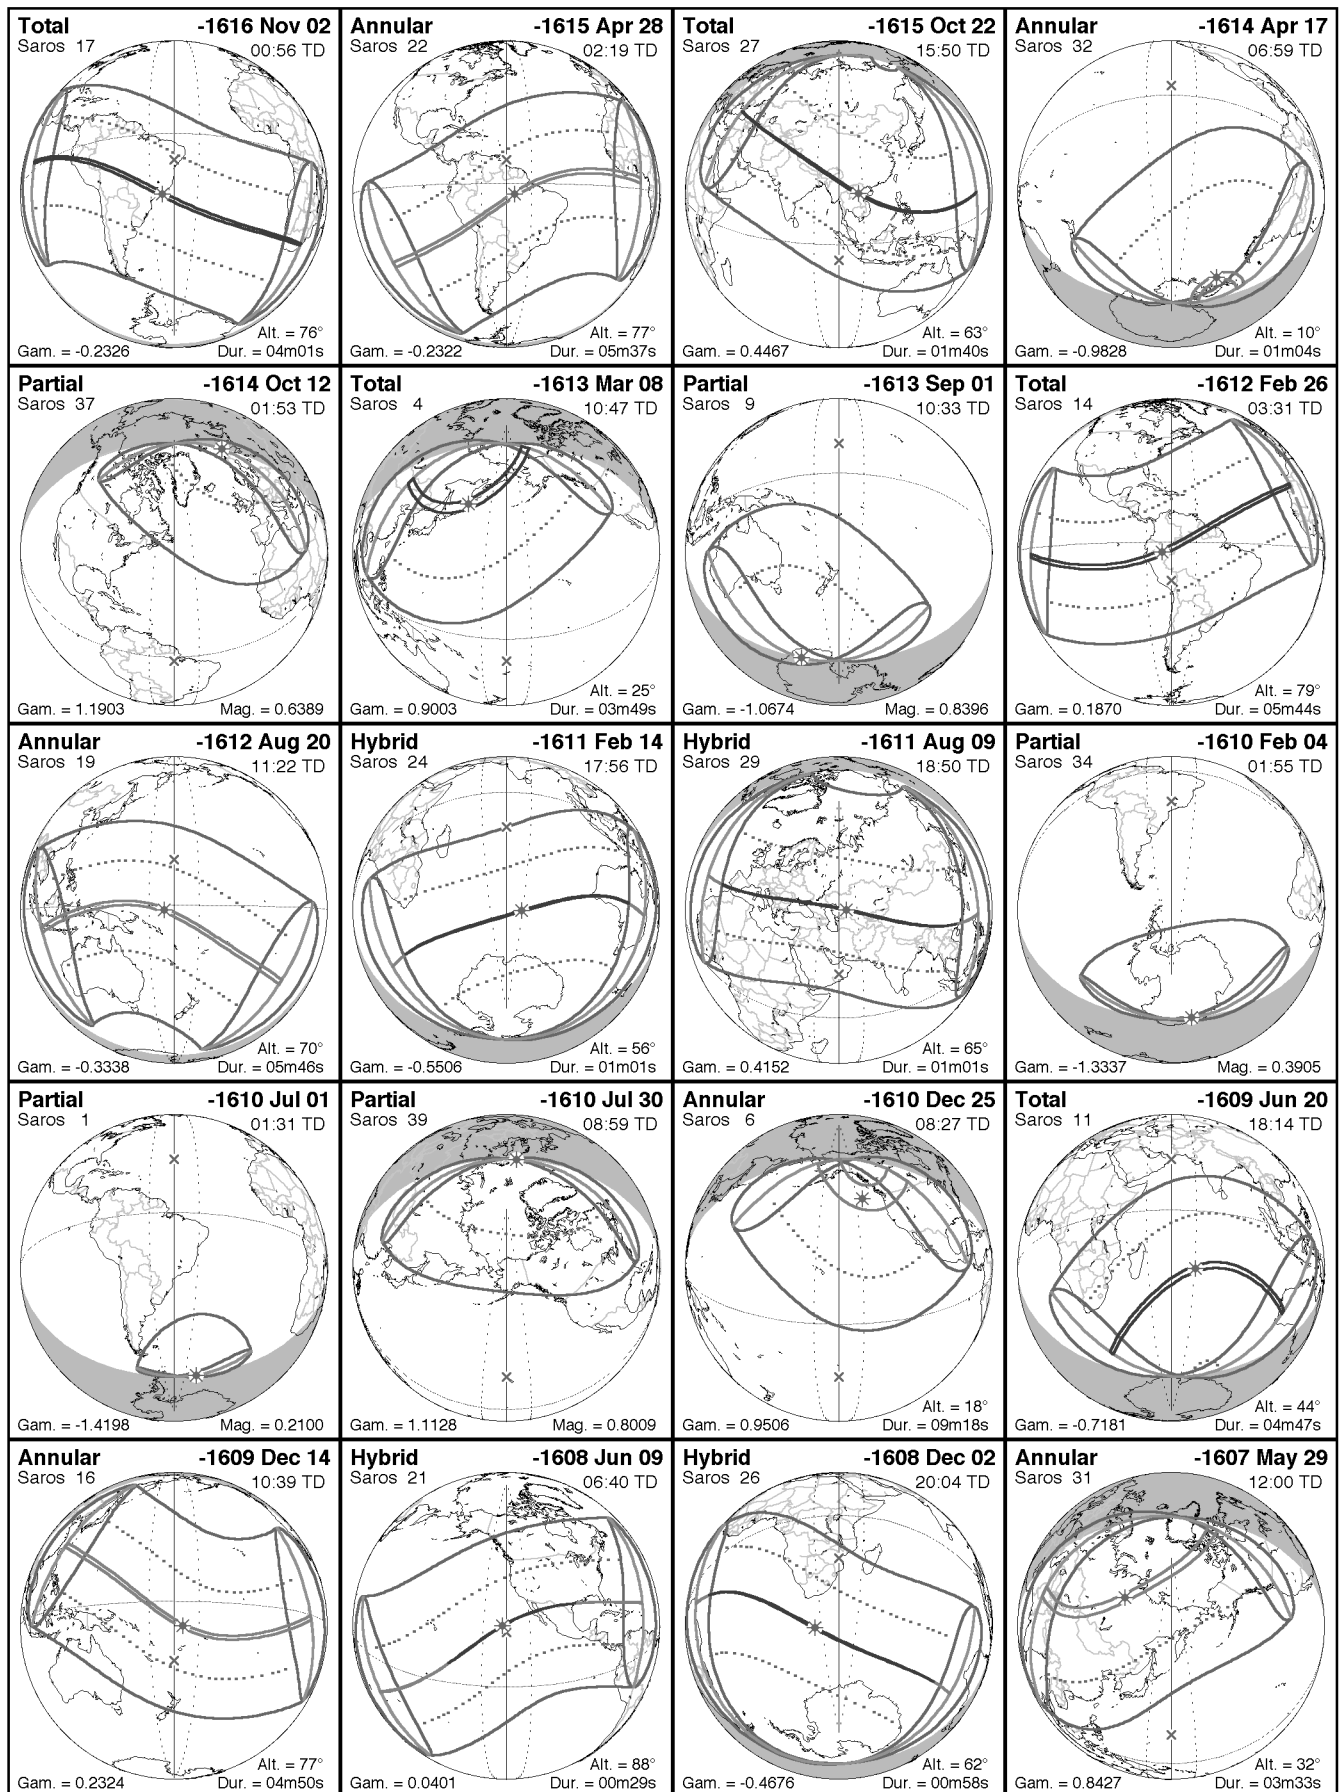 Total -1616 Nov 02
Saros 17 00:56 TD
Alt. = 76°
Gam. = -0.2326 Dur. = 04m01s
Annular -1615 Apr 28
Saros 22 02:19 TD
Alt. = 77°
Gam. = -0.2322 Dur. = 05m37s
Total -1615 Oct 22
Saros 27 15:50 TD
Alt. = 63°
Gam. = 0.4467 Dur. = 01m40s
Annular -1614 Apr 17
Saros 32 06:59 TD
Alt. = 10°
Gam. = -0.9828 Dur. = 01m04s
Partial -1614 Oct 12
Saros 37 01:53 TD
Gam. = 1.1903 Mag. = 0.6389
Total -1613 Mar 08
Saros 4 10:47 TD
Alt. = 25°
Gam. = 0.9003 Dur. = 03m49s
Partial -1613 Sep 01
Saros 9 10:33 TD
Gam. = -1.0674 Mag. = 0.8396
Total -1612 Feb 26
Saros 14 03:31 TD
Alt. = 79°
Gam. = 0.1870 Dur. = 05m44s
Annular -1612 Aug 20
Saros 19 11:22 TD
Alt. = 70°
Gam. = -0.3338 Dur. = 05m46s
Hybrid -1611 Feb 14
Saros 24 17:56 TD
Alt. = 56°
Gam. = -0.5506 Dur. = 01m01s
Hybrid -1611 Aug 09
Saros 29 18:50 TD
Alt. = 65°
Gam. = 0.4152 Dur. = 01m01s
Partial -1610 Feb 04
Saros 34 01:55 TD
Gam. = -1.3337 Mag. = 0.3905
Partial -1610 Jul 01
Saros 1 01:31 TD
Gam. = -1.4198 Mag. = 0.2100
Partial -1610 Jul 30
Saros 39 08:59 TD
Gam. = 1.1128 Mag. = 0.8009
Annular -1610 Dec 25
Saros 6 08:27 TD
Alt. = 18°
Gam. = 0.9506 Dur. = 09m18s
Total -1609 Jun 20
Saros 11 18:14 TD
Alt. = 44°
Gam. = -0.7181 Dur. = 04m47s
Annular -1609 Dec 14
Saros 16 10:39 TD
Alt. = 77°
Gam. = 0.2324 Dur. = 04m50s
Hybrid -1608 Jun 09
Saros 21 06:40 TD
Alt. = 88°
Gam. = 0.0401 Dur. = 00m29s
Hybrid -1608 Dec 02
Saros 26 20:04 TD
Alt. = 62°
Gam. = -0.4676 Dur. = 00m58s
Annular -1607 May 29
Saros 31 12:00 TD
Alt. = 32°
Gam. = 0.8427 Dur. = 03m33s